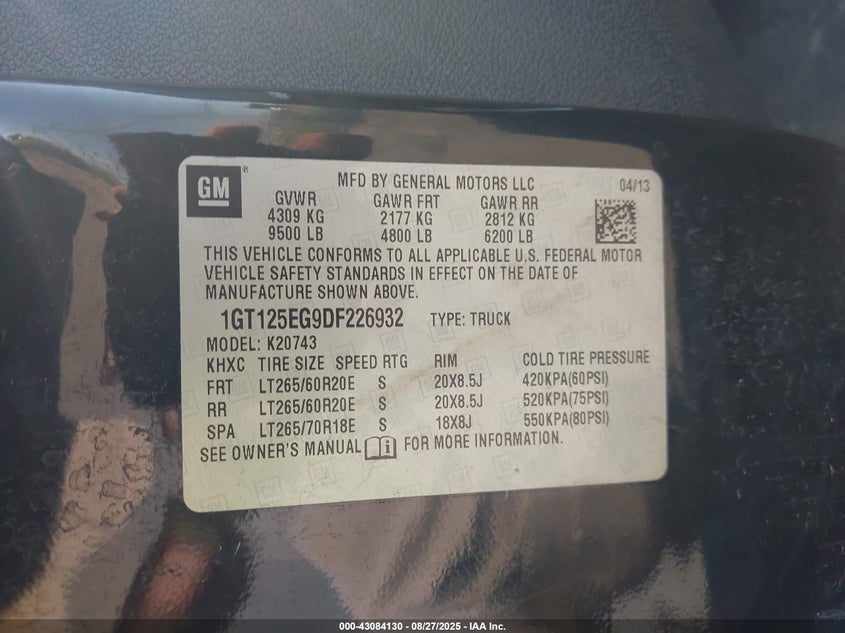 GM
MFD BY GENERAL MOTORS LLC 04/13
GVWR GAWR FRT GAWR RR
4309 KG 2177 KG 2812 KG
9500 LB 4800 LB 6200 LB
THIS VEHICLE CONFORMS TO ALL APPLICABLE U.S. FEDERAL MOTOR
VEHICLE SAFETY STANDARDS IN EFFECT ON THE DATE OF
MANUFACTURE SHOWN ABOVE.
1GT125EG9DF226932 TYPE: TRUCK
MODEL: K20743
KHXC TIRE SIZE SPEED RTG RIM COLD TIRE PRESSURE
FRT LT265/60R20E S 20X8.5J 420KPA(60PSI)
RR LT265/60R20E S 20X8.5J 520KPA(75PSI)
SPA LT265/70R18E S 18X8J 550KPA(80PSI)
SEE OWNER'S MANUAL FOR MORE INFORMATION.
000-43084130 - 08/27/2025 - IAA Inc.